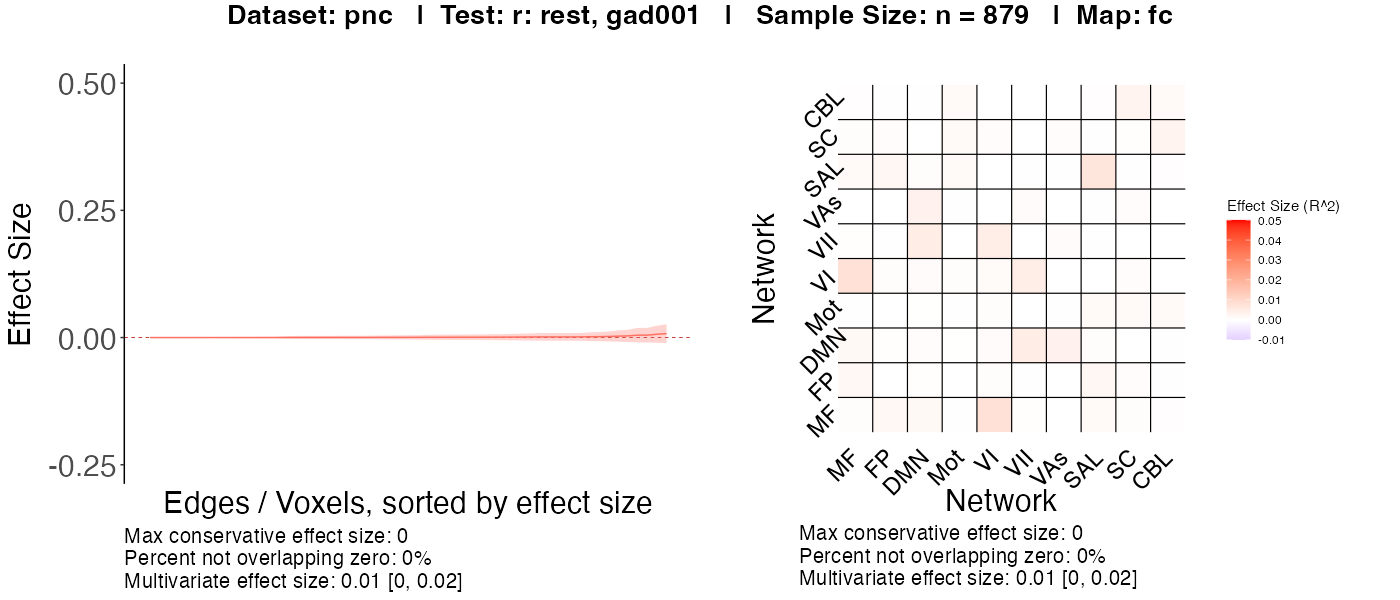 Dataset: pnc | Test: r: rest, gad001 | Sample Size: n = 879 | Map: fc
Effect Size
0.50
0.25
0.00
-0.25
Edges / Voxels, sorted by effect size
Max conservative effect size: 0
Percent not overlapping zero: 0%
Multivariate effect size: 0.01 [0, 0.02]
Network
CBL
SC
SAL
VAs
VII
VI
Mot
DMN
FP
MF
MF FP DMN Mot VI VII VAs SAL SC CBL
Network
Max conservative effect size: 0
Percent not overlapping zero: 0%
Multivariate effect size: 0.01 [0, 0.02]
Effect Size (R^2)
0.05
0.04
0.03
0.02
0.01
0.00
-0.01